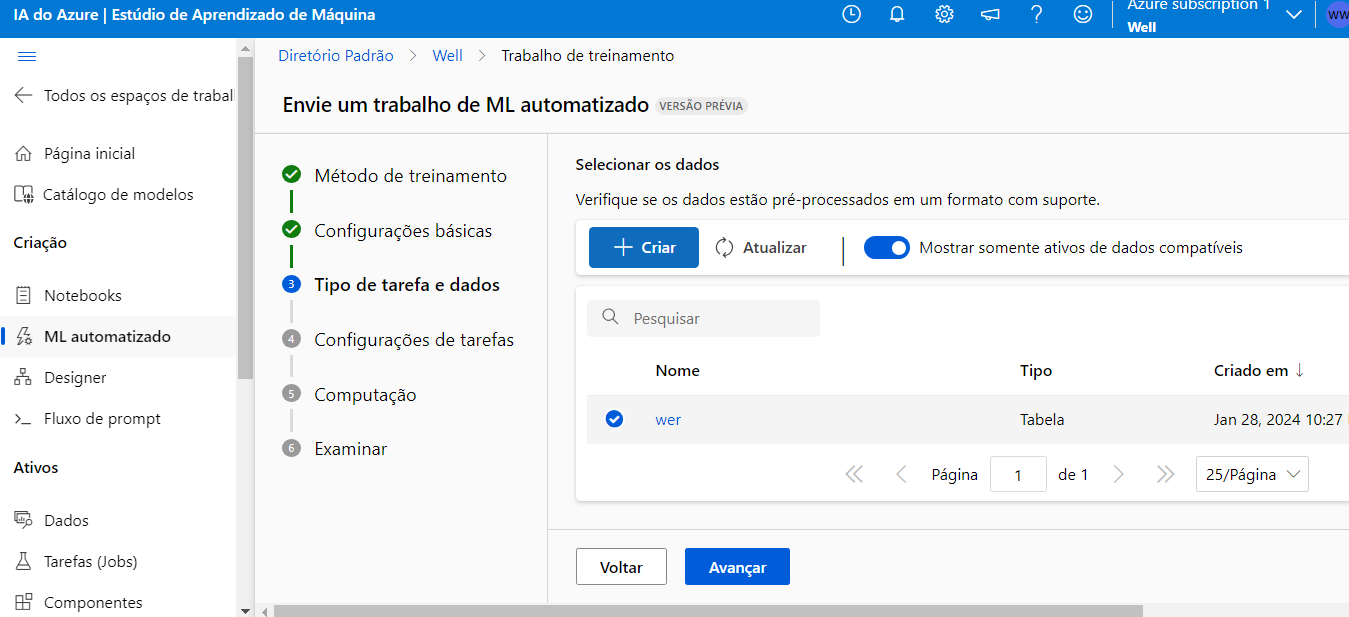 IA do Azure | Estúdio de Aprendizado de Máquina
Azure subscription 1
Well
WW
Todos os espaços de trabal
Página inicial
Catálogo de modelos
Criação
Notebooks
ML automatizado
Designer
Fluxo de prompt
Ativos
Dados
Tarefas (Jobs)
Componentes
Diretório Padrão > Well > Trabalho de treinamento
Envie um trabalho de ML automatizado VERSÃO PRÉVIA
Método de treinamento
Configurações básicas
3 Tipo de tarefa e dados
4 Configurações de tarefas
5 Computação
6 Examinar
Selecionar os dados
Verifique se os dados estão pré-processados em um formato com suporte.
Criar Atualizar Mostrar somente ativos de dados compatíveis
Pesquisar
Nome Tipo Criado em ↓
wer Tabela Jan 28, 2024 10:27
Página 1 de 1 25/Página
Voltar Avançar